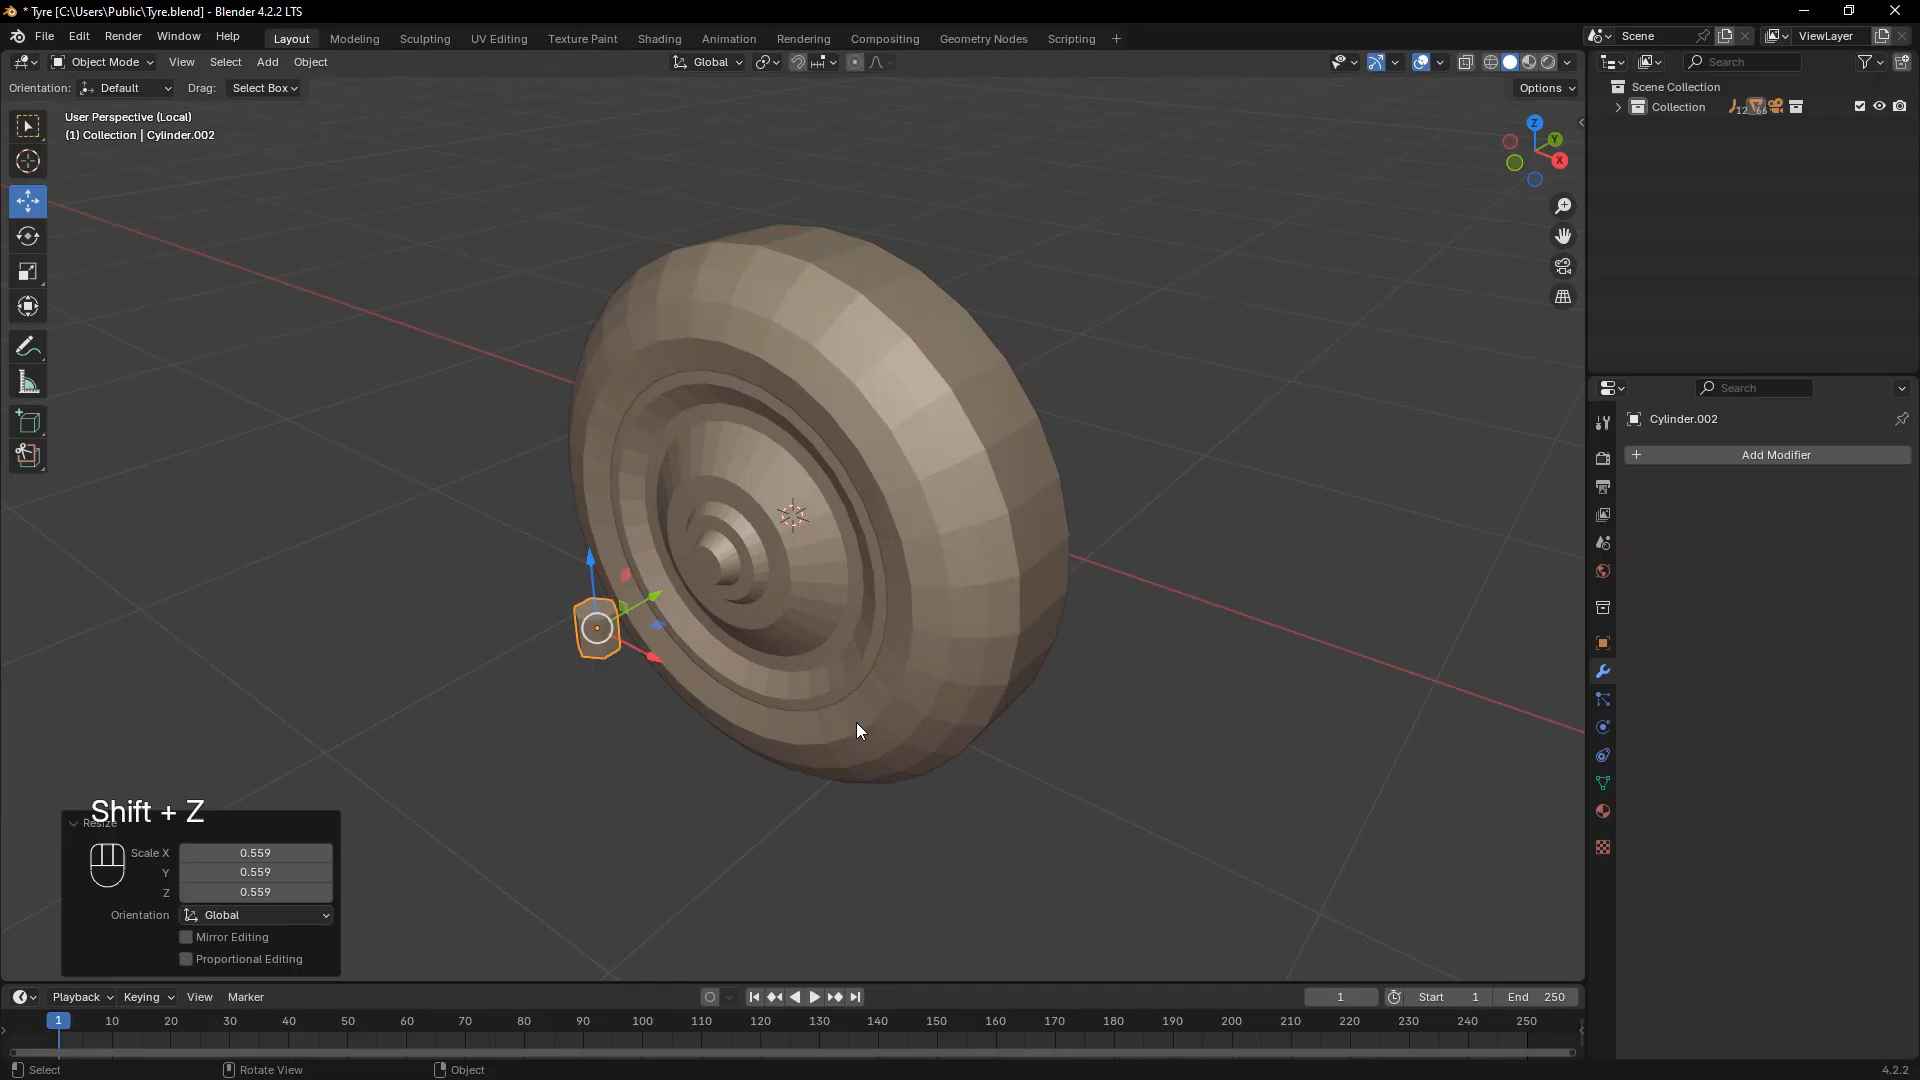 * Tyre [C:\Users\Public\Tyre.blend] - Blender 4.2.2 LTS
File Edit Render Window Help
Layout Modeling Sculpting UV Editing Texture Paint Shading Animation Rendering Compositing Geometry Nodes Scripting +
Scene
ViewLayer
Object Mode View Select Add Object
Global
Search
Orientation: Default Drag: Select Box
Options
Scene Collection
User Perspective (Local)
Collection
(1) Collection | Cylinder.002
Z
Y
X
Search
Cylinder.002
Add Modifier
Shift + Z
Resize
Scale X 0.559
Y 0.559
Z 0.559
Orientation Global
Mirror Editing
Proportional Editing
Playback Keying View Marker
1 Start 1 End 250
1 10 20 30 40 50 60 70 80 90 100 110 120 130 140 150 160 170 180 190 200 210 220 230 240 250
Select Rotate View Object 4.2.2